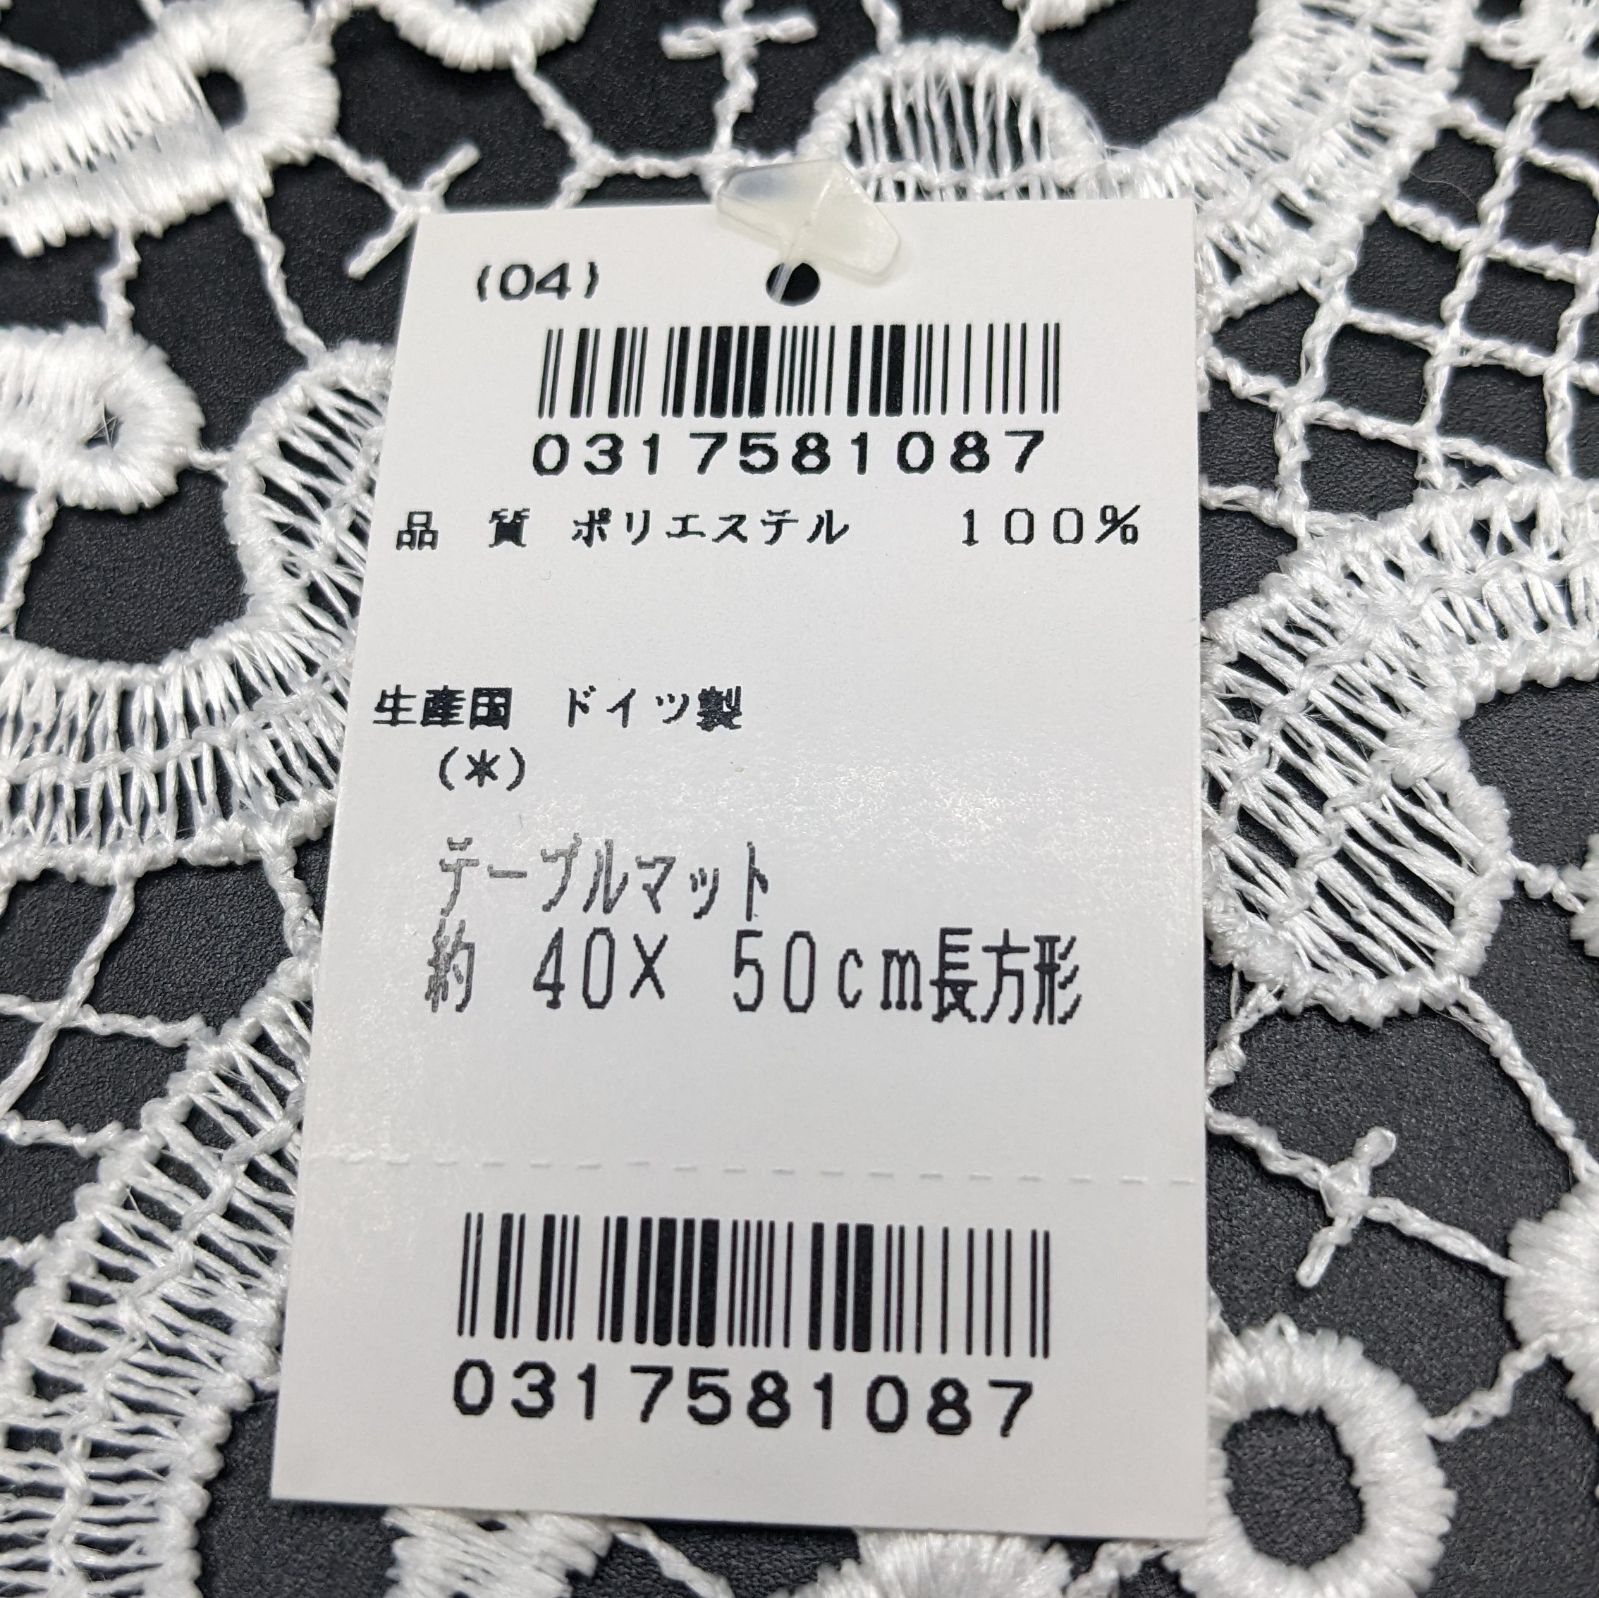 (04)
0317581087
品 質 ポリエステル 100%
生産国 ドイツ製
(*)
テーブルマット
約 40× 50cm長方形
0317581087